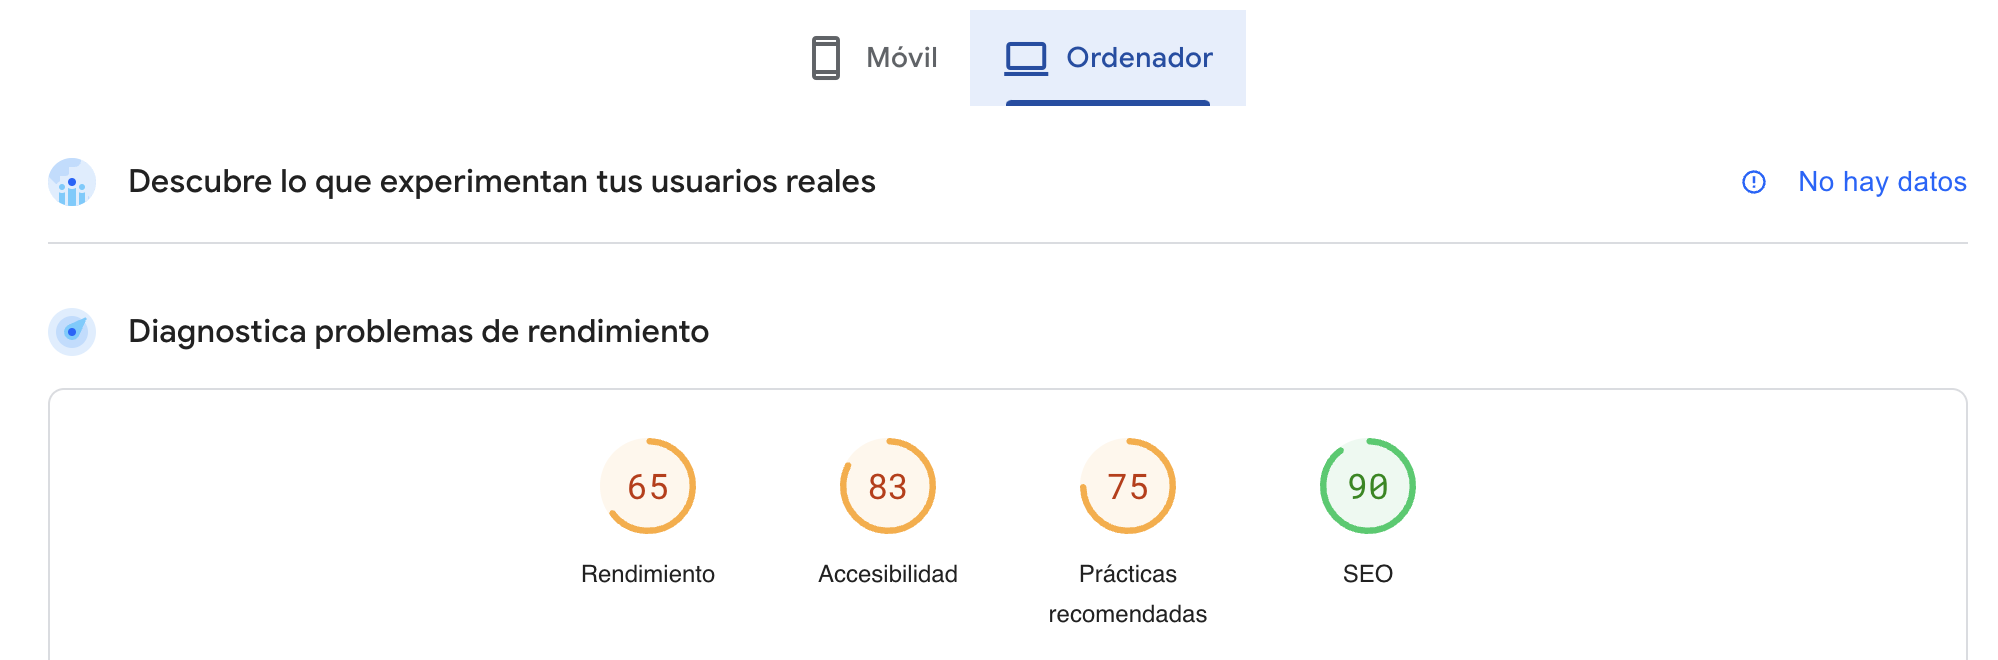 Móvil
Ordenador
Descubre lo que experimentan tus usuarios reales
No hay datos
Diagnostica problemas de rendimiento
65
Rendimiento
83
Accesibilidad
75
Prácticas
recomendadas
90
SEO